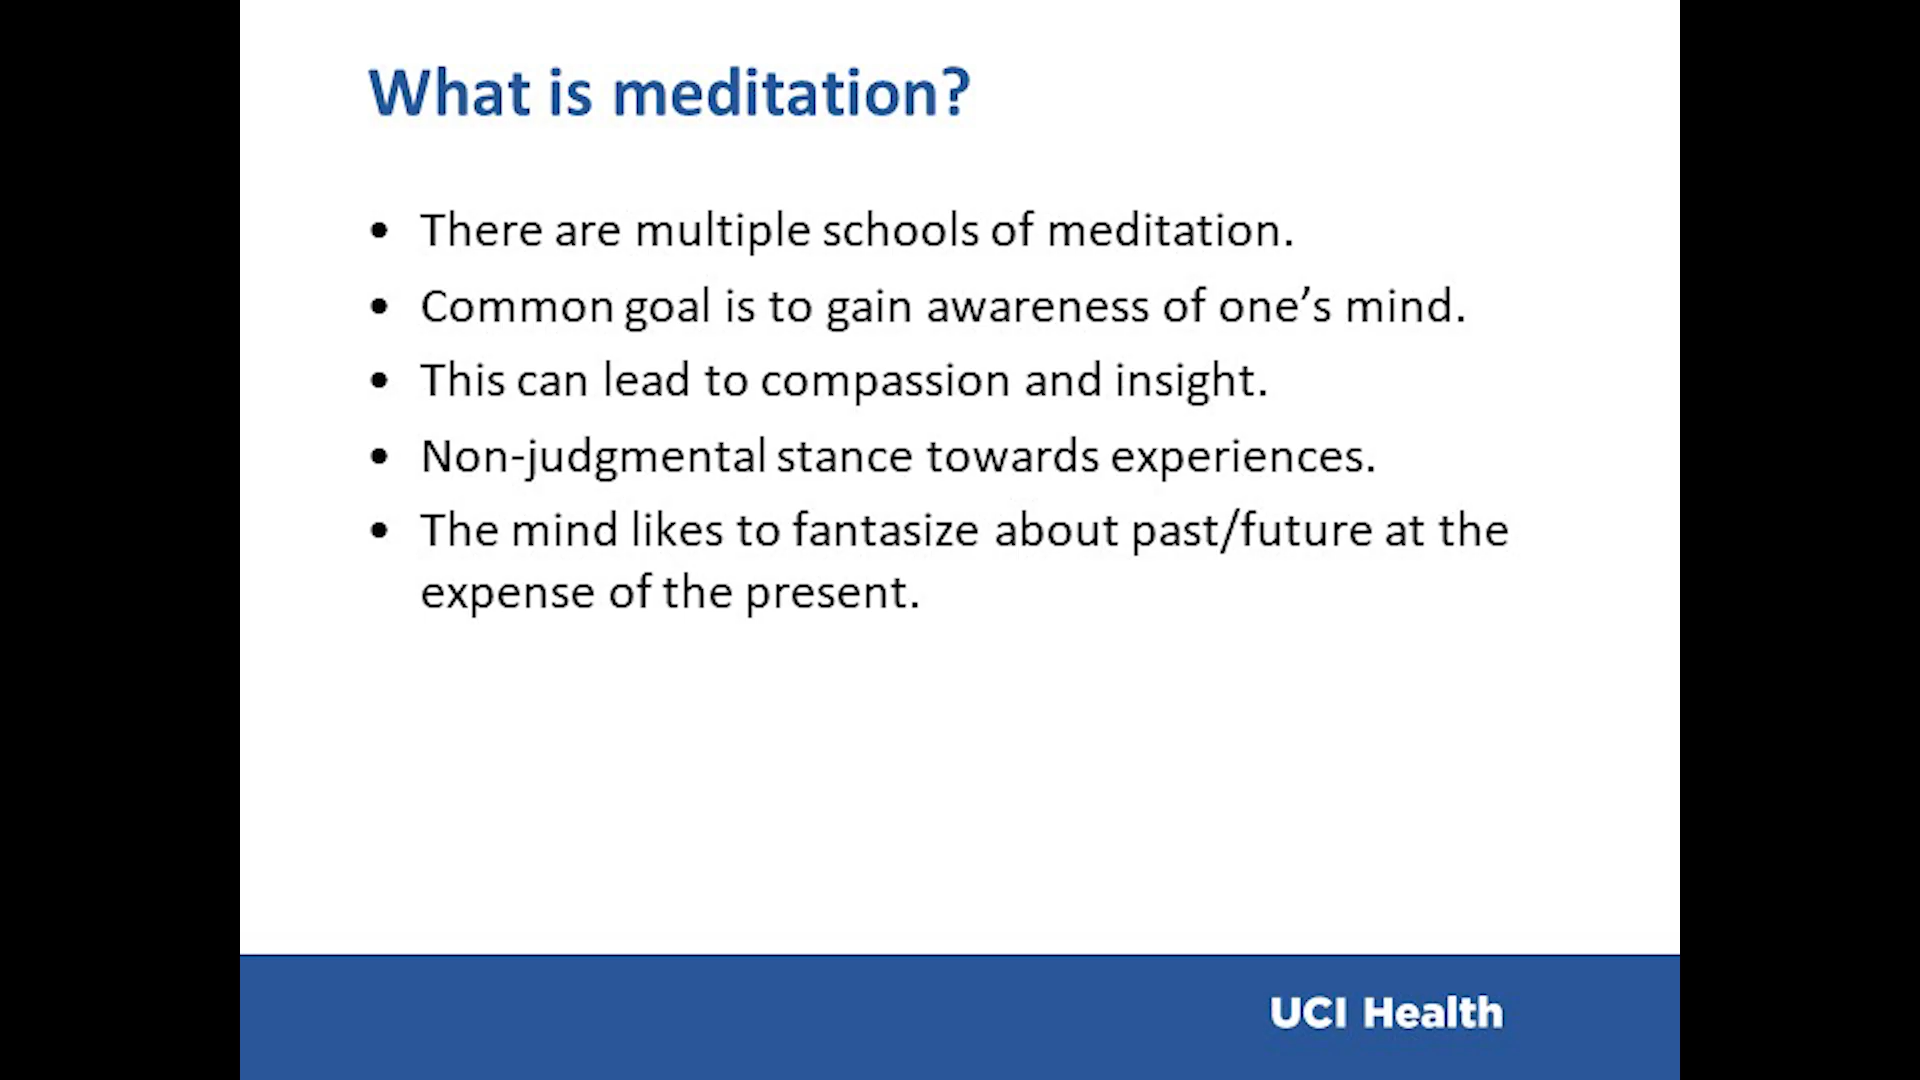 What is meditation?
• There are multiple schools of meditation.
• Common goal is to gain awareness of one’s mind.
• This can lead to compassion and insight.
• Non-judgmental stance towards experiences.
• The mind likes to fantasize about past/future at the
expense of the present.
UCI Health